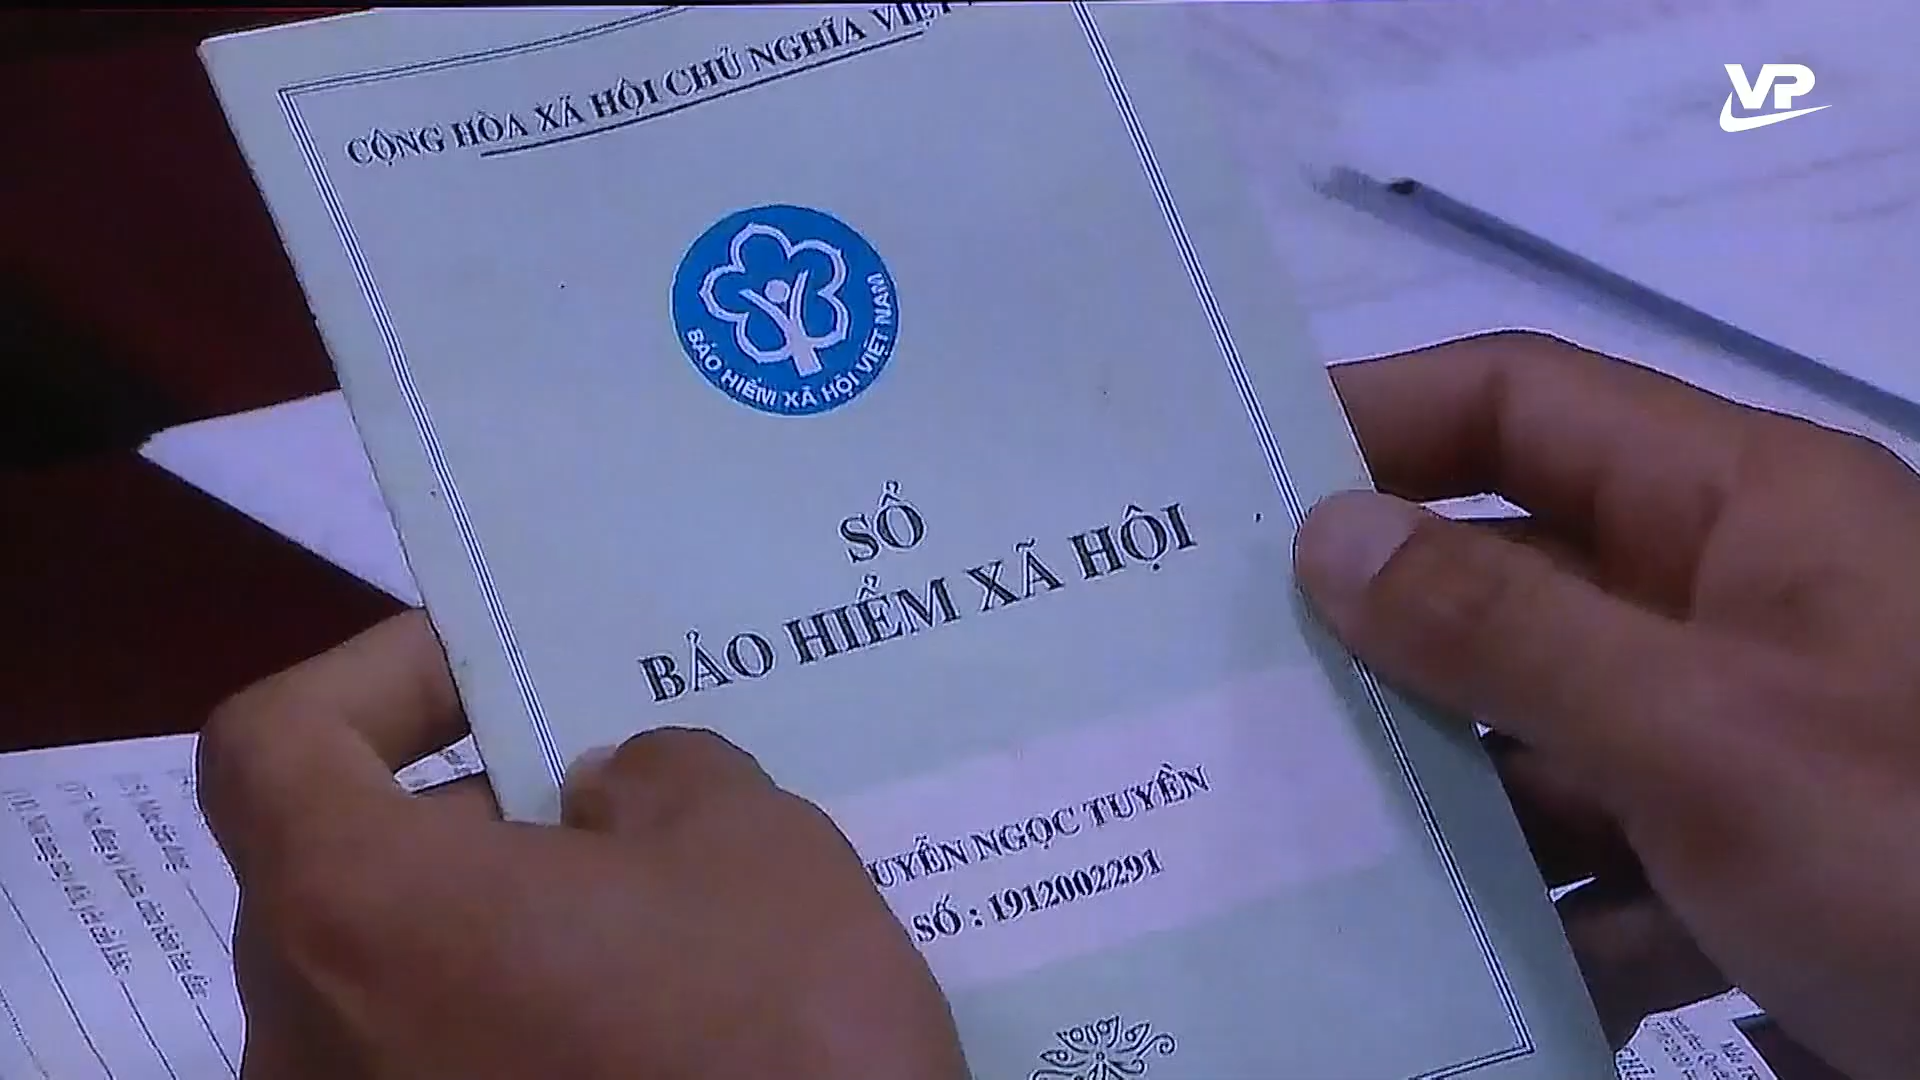 VP
CỘNG HÒA XÃ HỘI CHỦ NGHĨA VIỆT
BẢO HIỂM XÃ HỘI VIỆT NAM
SỔ
BẢO HIỂM XÃ HỘI
UYỄN NGỌC TUYỀN
SỐ : 1912002291